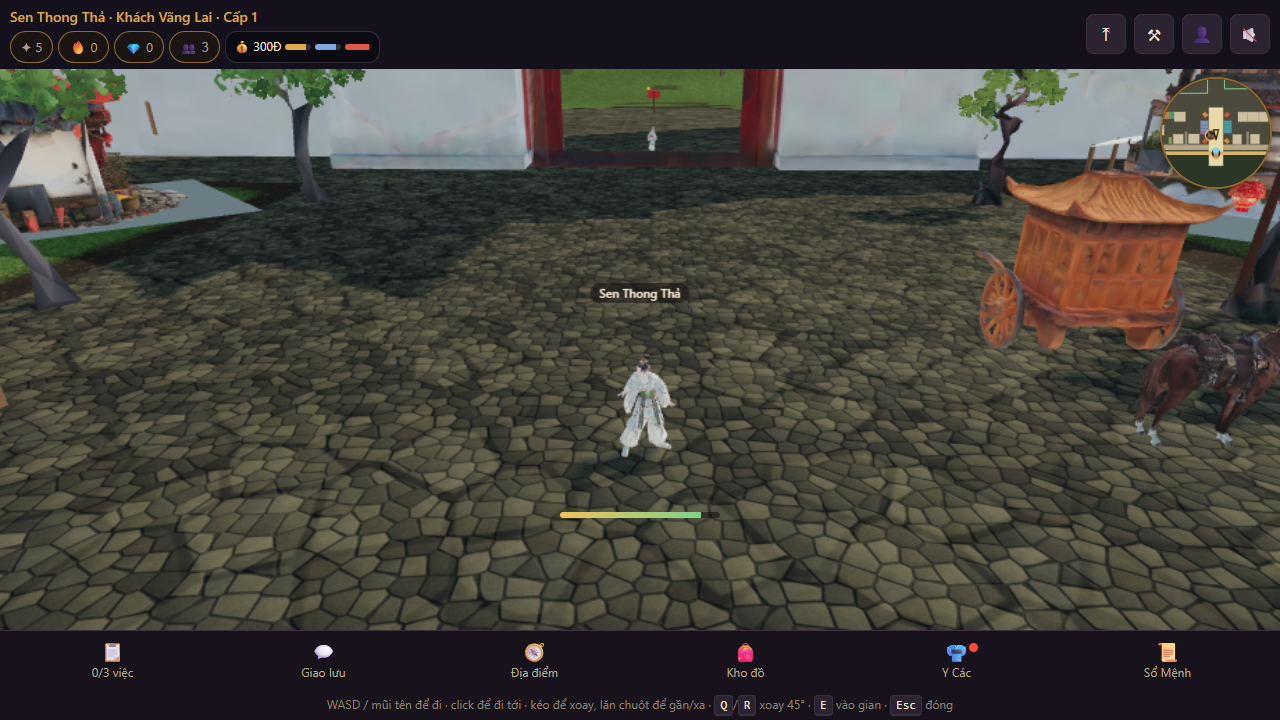 Sen Thong Thả · Khách Vãng Lai · Cấp 1
5 0 0 3 300Đ
Sen Thong Thả
0/3 việc Giao lưu Địa điểm Kho đồ Y Các Sổ Mệnh
WASD / mũi tên để đi · click để đi tới · kéo để xoay, lăn chuột để gần/xa · Q / R xoay 45° · E vào gian · Esc đóng